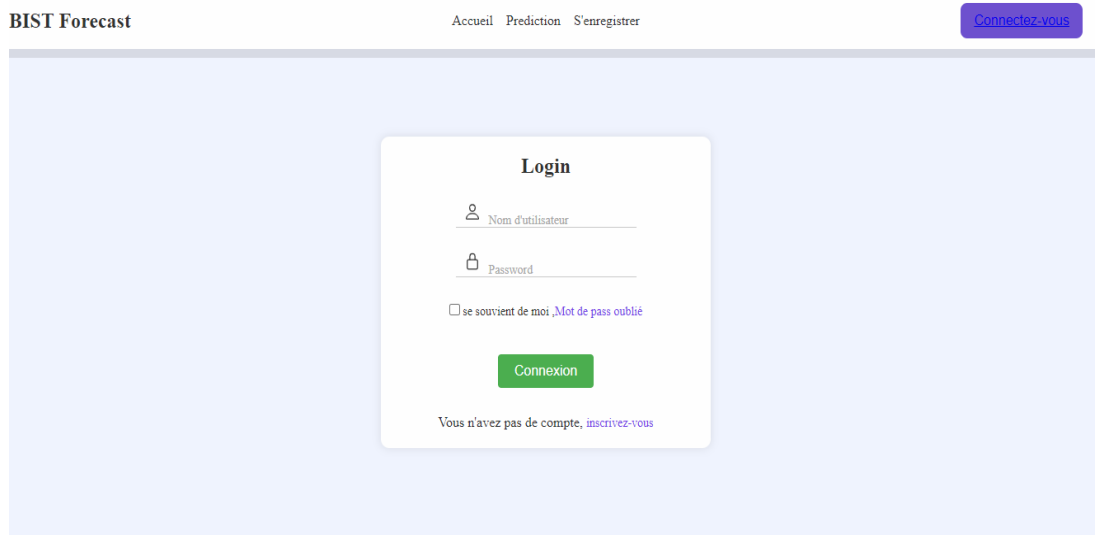 BIST Forecast Accueil Prediction S'enregistrer Connectez-vous
Login
Nom d'utilisateur
Password
se souvient de moi ,Mot de pass oublié
Connexion
Vous n'avez pas de compte, inscrivez-vous